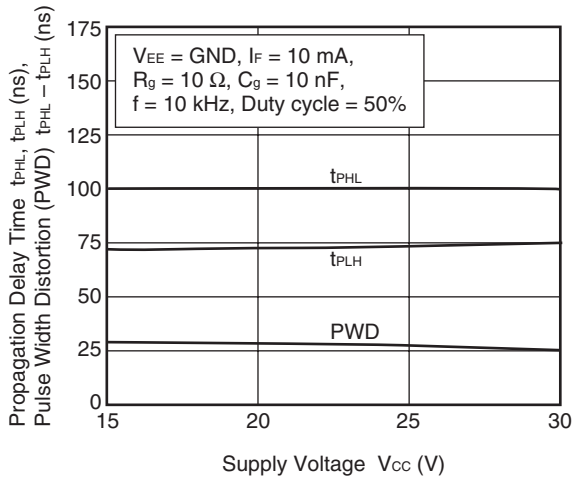 Propagation Delay Time tPHL, tPLH (ns),
Pulse Width Distortion (PWD) tPHL – tPLH (ns)
175
150
125
100
75
50
25
0
VEE = GND, IF = 10 mA,
Rg = 10 Ω, Cg = 10 nF,
f = 10 kHz, Duty cycle = 50%
tPHL
tPLH
PWD
15
20
25
30
Supply Voltage VCC (V)